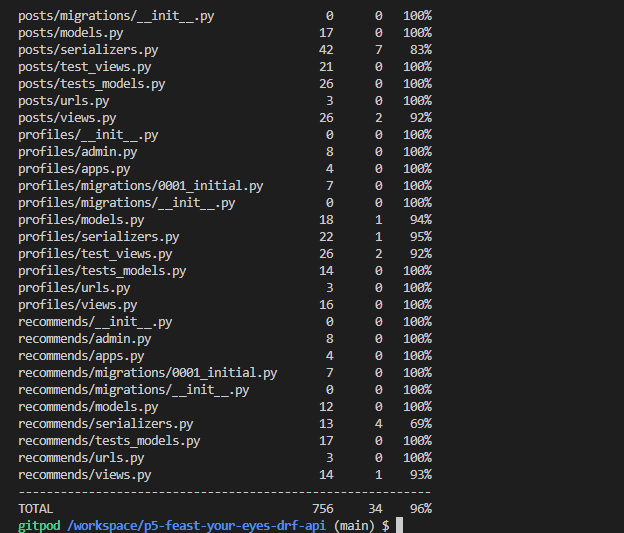 posts/migrations/__init__.py 0 0 100%
posts/models.py 17 0 100%
posts/serializers.py 42 7 83%
posts/test_views.py 21 0 100%
posts/tests_models.py 26 0 100%
posts/urls.py 3 0 100%
posts/views.py 26 2 92%
profiles/__init__.py 0 0 100%
profiles/admin.py 8 0 100%
profiles/apps.py 4 0 100%
profiles/migrations/0001_initial.py 7 0 100%
profiles/migrations/__init__.py 0 0 100%
profiles/models.py 18 1 94%
profiles/serializers.py 22 1 95%
profiles/test_views.py 26 2 92%
profiles/tests_models.py 14 0 100%
profiles/urls.py 3 0 100%
profiles/views.py 16 0 100%
recommends/__init__.py 0 0 100%
recommends/admin.py 8 0 100%
recommends/apps.py 4 0 100%
recommends/migrations/0001_initial.py 7 0 100%
recommends/migrations/__init__.py 0 0 100%
recommends/models.py 12 0 100%
recommends/serializers.py 13 4 69%
recommends/tests_models.py 17 0 100%
recommends/urls.py 3 0 100%
recommends/views.py 14 1 93%
-----------------------------------------------------------
TOTAL 756 34 96%
gitpod /workspace/p5-feast-your-eyes-drf-api (main) $